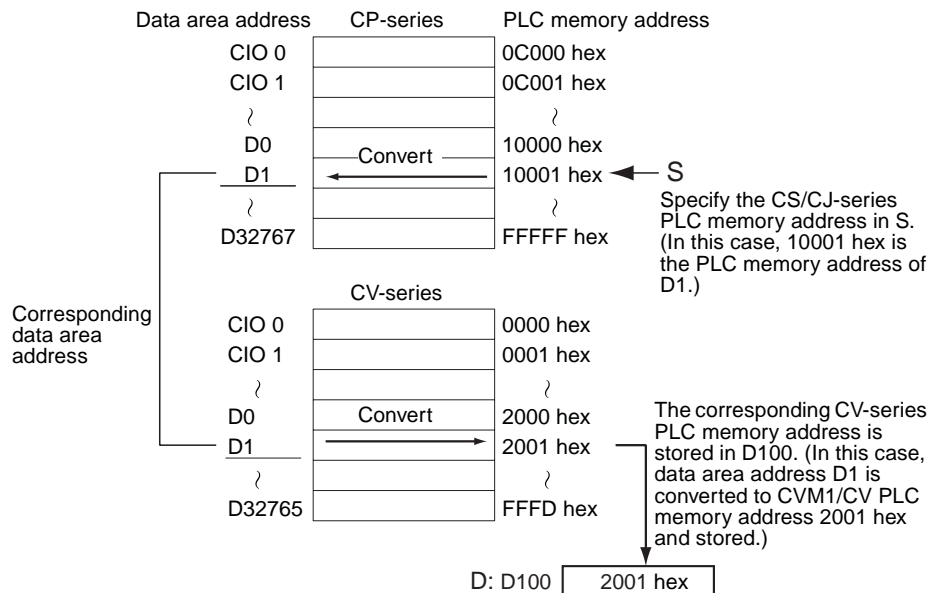 Data area address CP-series PLC memory address
CIO 0 0C000 hex
CIO 1 0C001 hex
~ ~
D0 10000 hex
D1 Convert 10001 hex S
~ ~
D32767 FFFFF hex
Specify the CS/CJ-series
PLC memory address in S.
(In this case, 10001 hex is
the PLC memory address of
D1.)
Corresponding
data area
address
CV-series
CIO 0 0000 hex
CIO 1 0001 hex
~ ~
D0 Convert 2000 hex
D1 2001 hex
~ ~
D32765 FFFD hex
The corresponding CV-series
PLC memory address is
stored in D100. (In this case,
data area address D1 is
converted to CVM1/CV PLC
memory address 2001 hex
and stored.)
D: D100 2001 hex